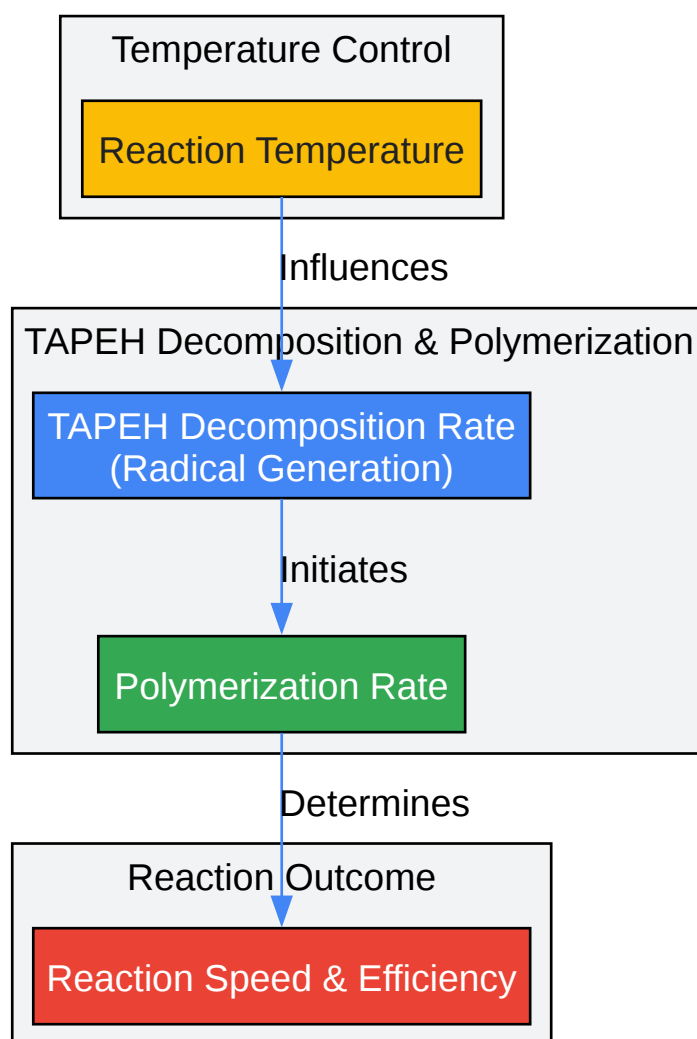 Temperature Control
Reaction Temperature
Influences
TAPEH Decomposition & Polymerization
TAPEH Decomposition Rate
(Radical Generation)
Initiates
Polymerization Rate
Determines
Reaction Outcome
Reaction Speed & Efficiency